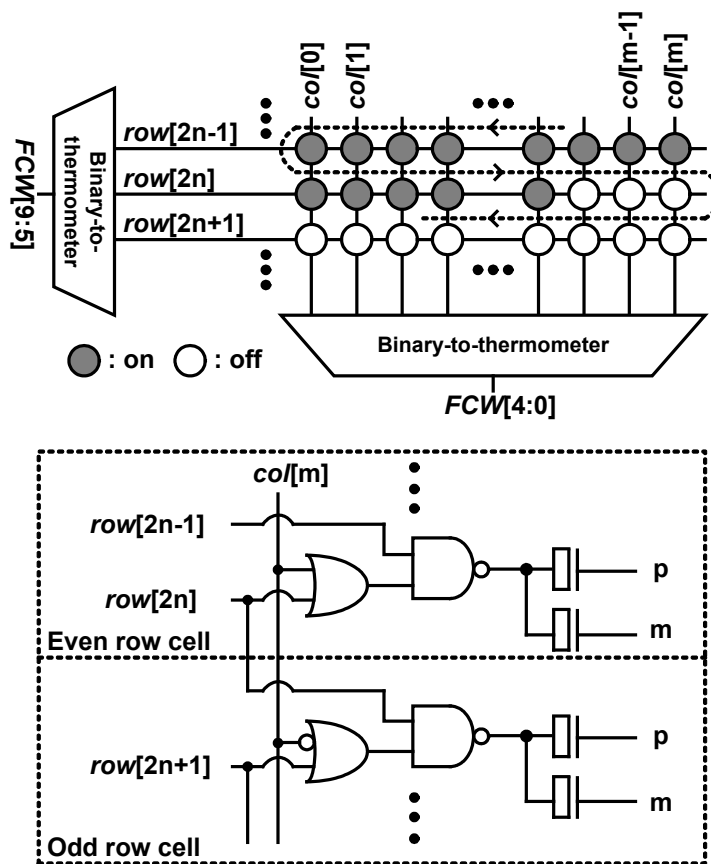 col[0]
col[1]
col[m-1]
col[m]
FCW[9:5]
Binary-to-
thermometer
row[2n-1]
row[2n]
row[2n+1]
: on
: off
Binary-to-thermometer
FCW[4:0]
col[m]
row[2n-1]
row[2n]
p
m
Even row cell
row[2n+1]
p
m
Odd row cell